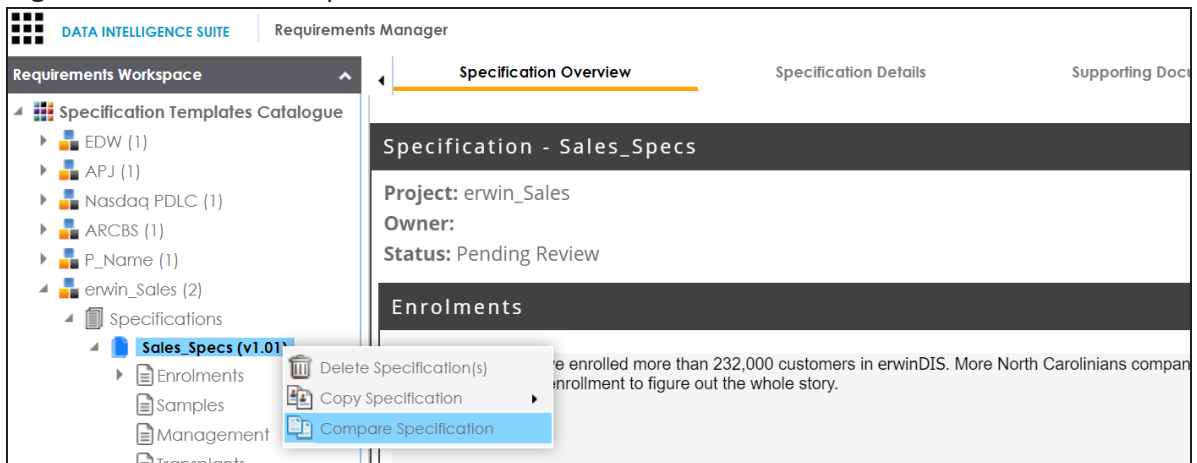 DATA INTELLIGENCE SUITE Requirements Manager
Requirements Workspace
Specification Overview Specification Details Supporting
Specification Templates Catalogue
EDW (1)
APJ (1)
Nasdaq PDLC (1)
ARCBS (1)
P_Name (1)
erwin_Sales (2)
Specifications
Sales_Specs (v1.01)
Enrolments
Samples
Management
Transplants
Delete Specification(s)
Copy Specification
Compare Specification
Specification - Sales_Specs
Project: erwin_Sales
Owner:
Status: Pending Review
Enrolments
enrolled more than 232,000 customers in erwinDIS. More North Carolinians
enrollment to figure out the whole story.